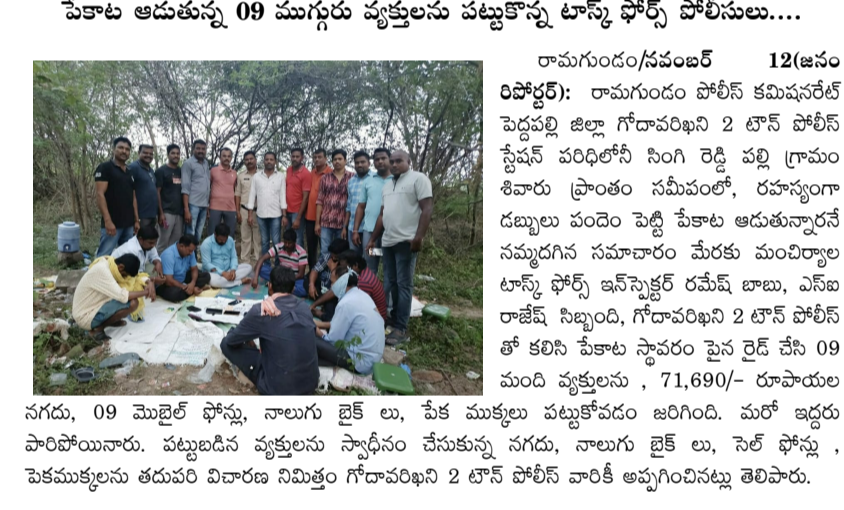 పేకాట ఆడుతున్న 09 ముగ్గురు వ్యక్తులను పట్టుకొన్న టాస్క్ ఫోర్స్ పోలీసులు....
రామగుండం/నవంబర్ 12(జనం
రిపోర్టర్): రామగుండం పోలీస్ కమిషనరేట్
పెద్దపల్లి జిల్లా గోదావరిఖని 2 టౌన్ పోలీస్
స్టేషన్ పరిధిలోనీ సింగి రెడ్డి పల్లి గ్రామం
శివారు ప్రాంతం సమీపంలో, రహస్యంగా
డబ్బులు పందెం పెట్టి పేకాట ఆడుతున్నారనే
నమ్మదగిన సమాచారం మేరకు మంచిర్యాల
టాస్క్ ఫోర్స్ ఇన్‌స్పెక్టర్ రమేష్ బాబు, ఎస్ఐ
రాజేష్ సిబ్బంది, గోదావరిఖని 2 టౌన్ పోలీస్
తో కలిసి పేకాట స్థావరం పైన రైడ్ చేసి 09
మంది వ్యక్తులను , 71,690/- రూపాయల
నగదు, 09 మొబైల్ ఫోన్లు, నాలుగు బైక్ లు, పేక ముక్కలు పట్టుకోవడం జరిగింది. మరో ఇద్దరు
పారిపోయినారు. పట్టుబడిన వ్యక్తులను స్వాధీనం చేసుకున్న నగదు, నాలుగు బైక్ లు, సెల్ ఫోన్లు ,
పెకముక్కలను తదుపరి విచారణ నిమిత్తం గోదావరిఖని 2 టౌన్ పోలీస్ వారికీ అప్పగించినట్లు తెలిపారు.